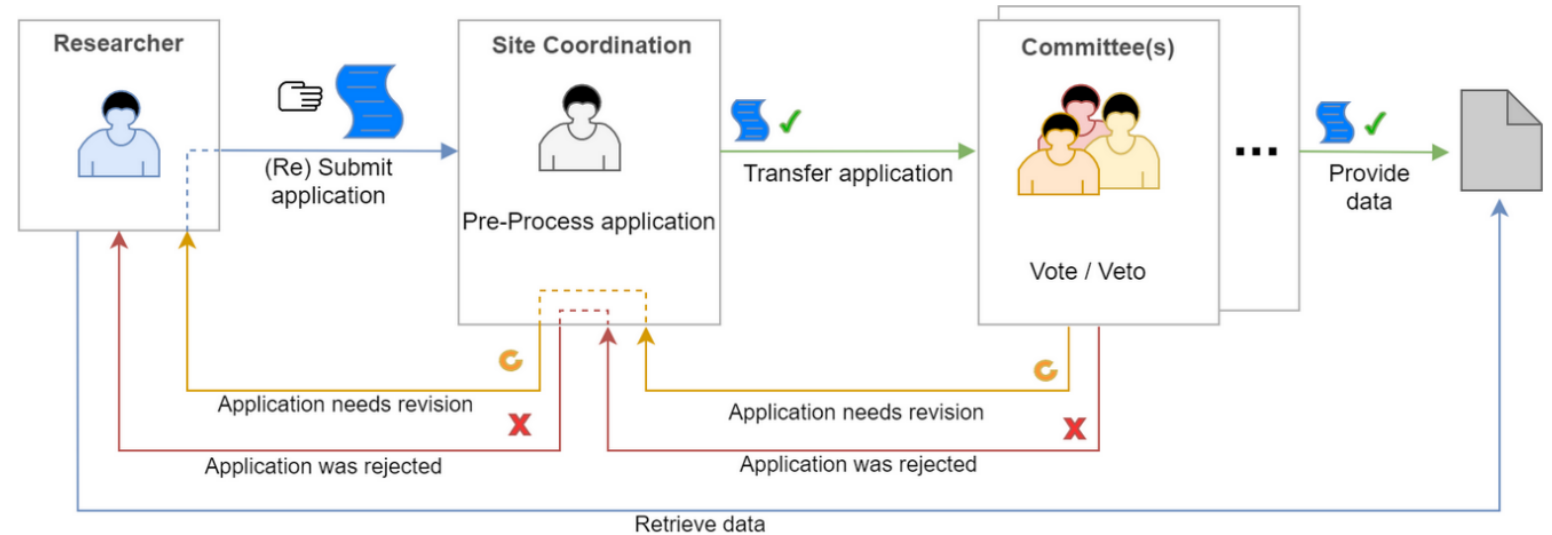 Researcher
Site Coordination
Committee(s)
(Re) Submit
application
Transfer application
Provide
data
Pre-Process application
...
Vote / Veto
Application needs revision
Application needs revision
Application was rejected
Application was rejected
Retrieve data